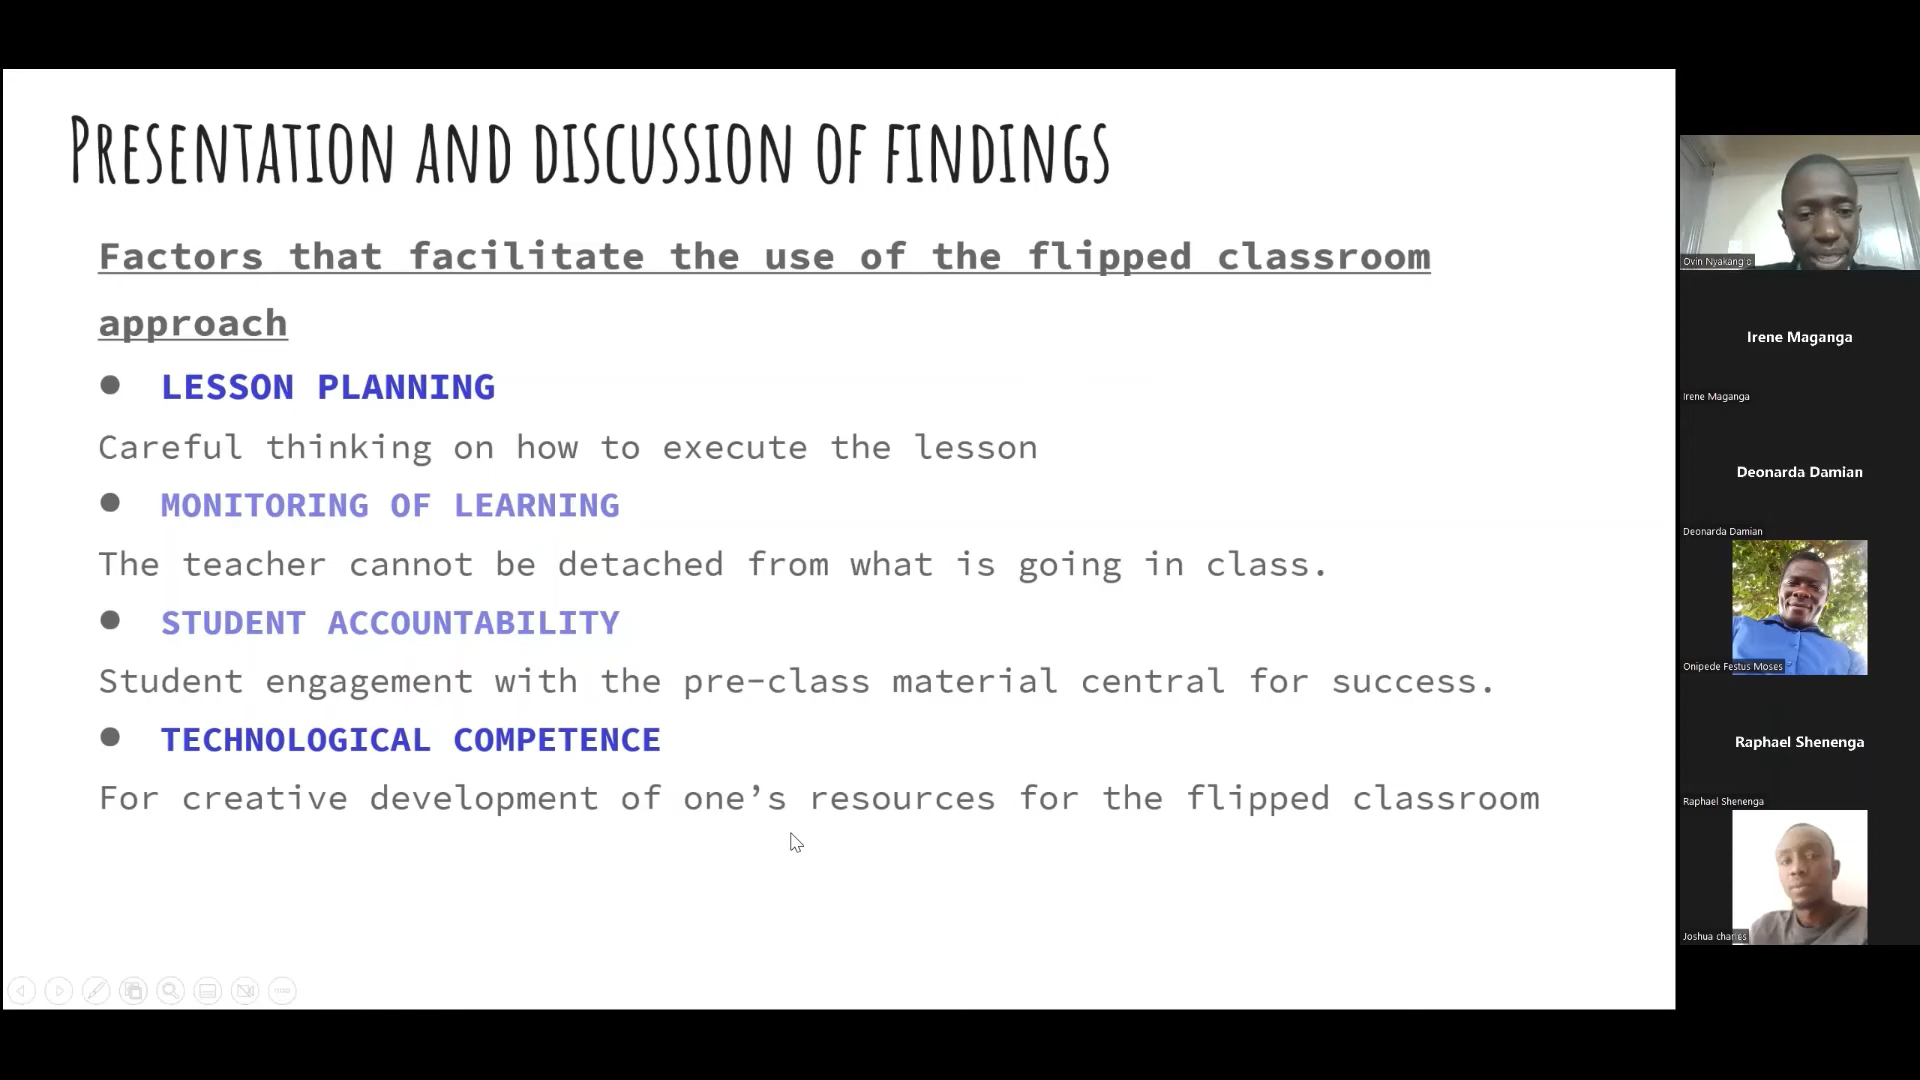 PRESENTATION AND DISCUSSION OF FINDINGS
Factors that facilitate the use of the flipped classroom
approach
● LESSON PLANNING
Careful thinking on how to execute the lesson
● MONITORING OF LEARNING
The teacher cannot be detached from what is going in class.
● STUDENT ACCOUNTABILITY
Student engagement with the pre-class material central for success.
● TECHNOLOGICAL COMPETENCE
For creative development of one’s resources for the flipped classroom
Ovin Nyakang'o
Irene Maganga
Irene Maganga
Deonarda Damian
Deonarda Damian
Onipede Festus Moses
Raphael Shenenga
Raphael Shenenga
Joshua charles